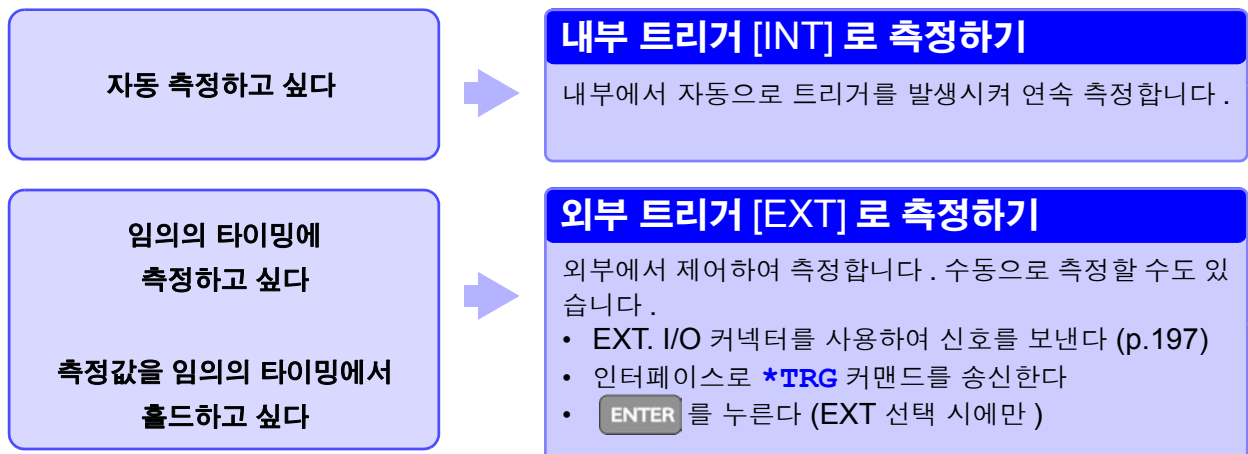 자동 측정하고 싶다
내부 트리거 [INT] 로 측정하기
내부에서 자동으로 트리거를 발생시켜 연속 측정합니다 .
임의의 타이밍에
측정하고 싶다
측정값을 임의의 타이밍에서
홀드하고 싶다
외부 트리거 [EXT] 로 측정하기
외부에서 제어하여 측정합니다 . 수동으로 측정할 수도 있
습니다 .
• EXT. I/O 커넥터를 사용하여 신호를 보낸다 (p.197)
• 인터페이스로 *TRG 커맨드를 송신한다
• ENTER 를 누른다 (EXT 선택 시에만 )